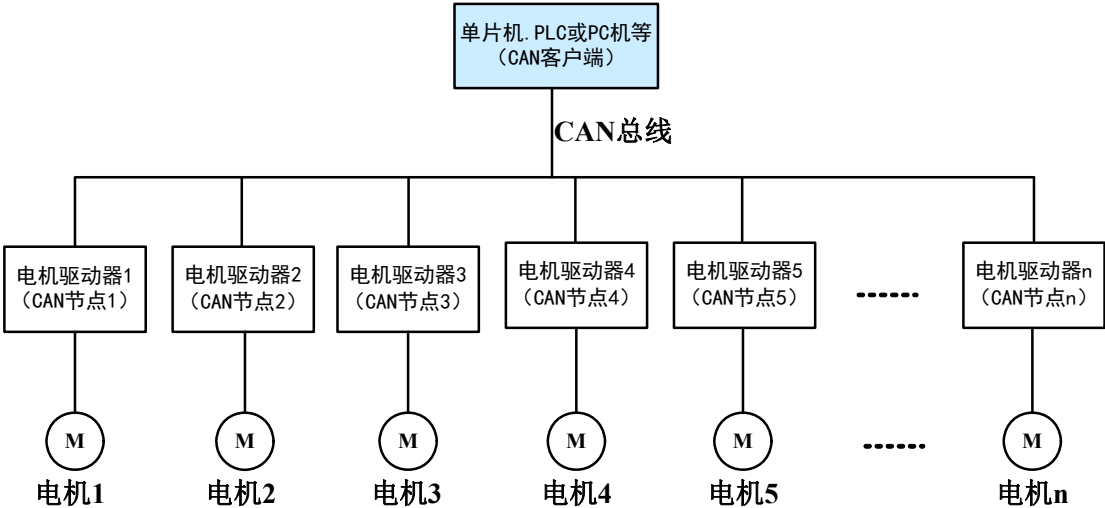 单片机.PLC或PC机等
（CAN客户端）
CAN总线
电机驱动器1
（CAN节点1）
电机驱动器2
（CAN节点2）
电机驱动器3
（CAN节点3）
电机驱动器4
（CAN节点4）
电机驱动器5
（CAN节点5）
电机驱动器n
（CAN节点n）
M
M
M
M
M
M
电机1
电机2
电机3
电机4
电机5
电机n